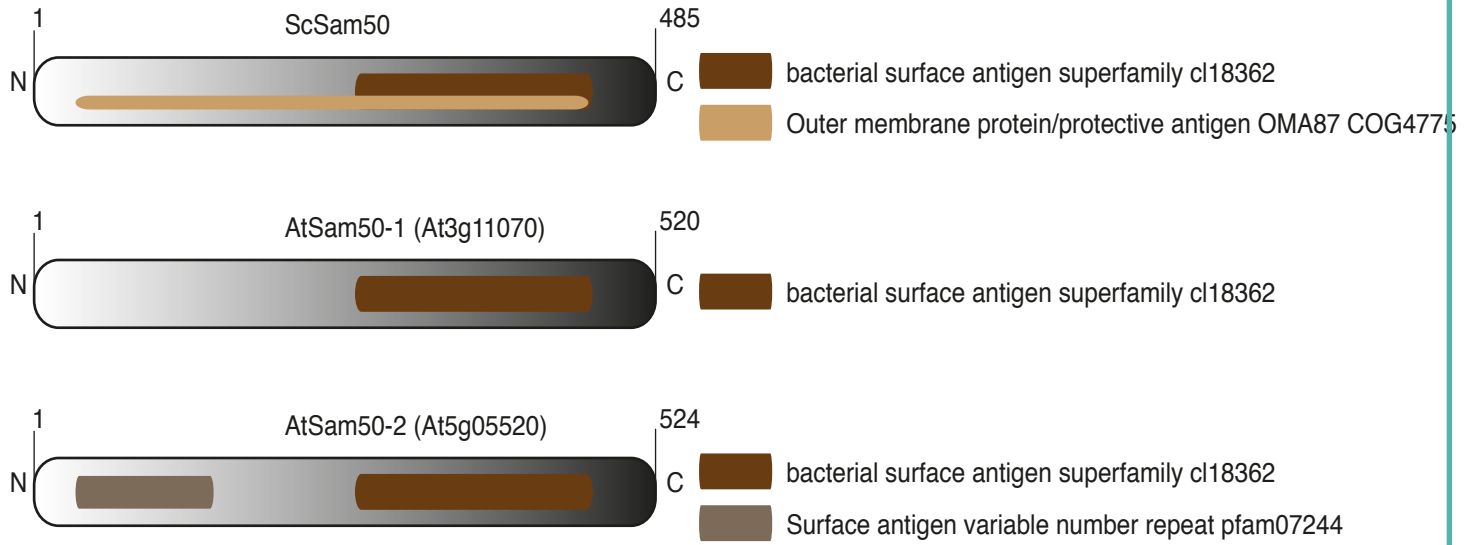 1
ScSam50
485
N
C
bacterial surface antigen superfamily cl18362
Outer membrane protein/protective antigen OMA87 COG4775
1
AtSam50-1 (At3g11070)
520
N
C
bacterial surface antigen superfamily cl18362
1
AtSam50-2 (At5g05520)
524
N
C
bacterial surface antigen superfamily cl18362
Surface antigen variable number repeat pfam07244